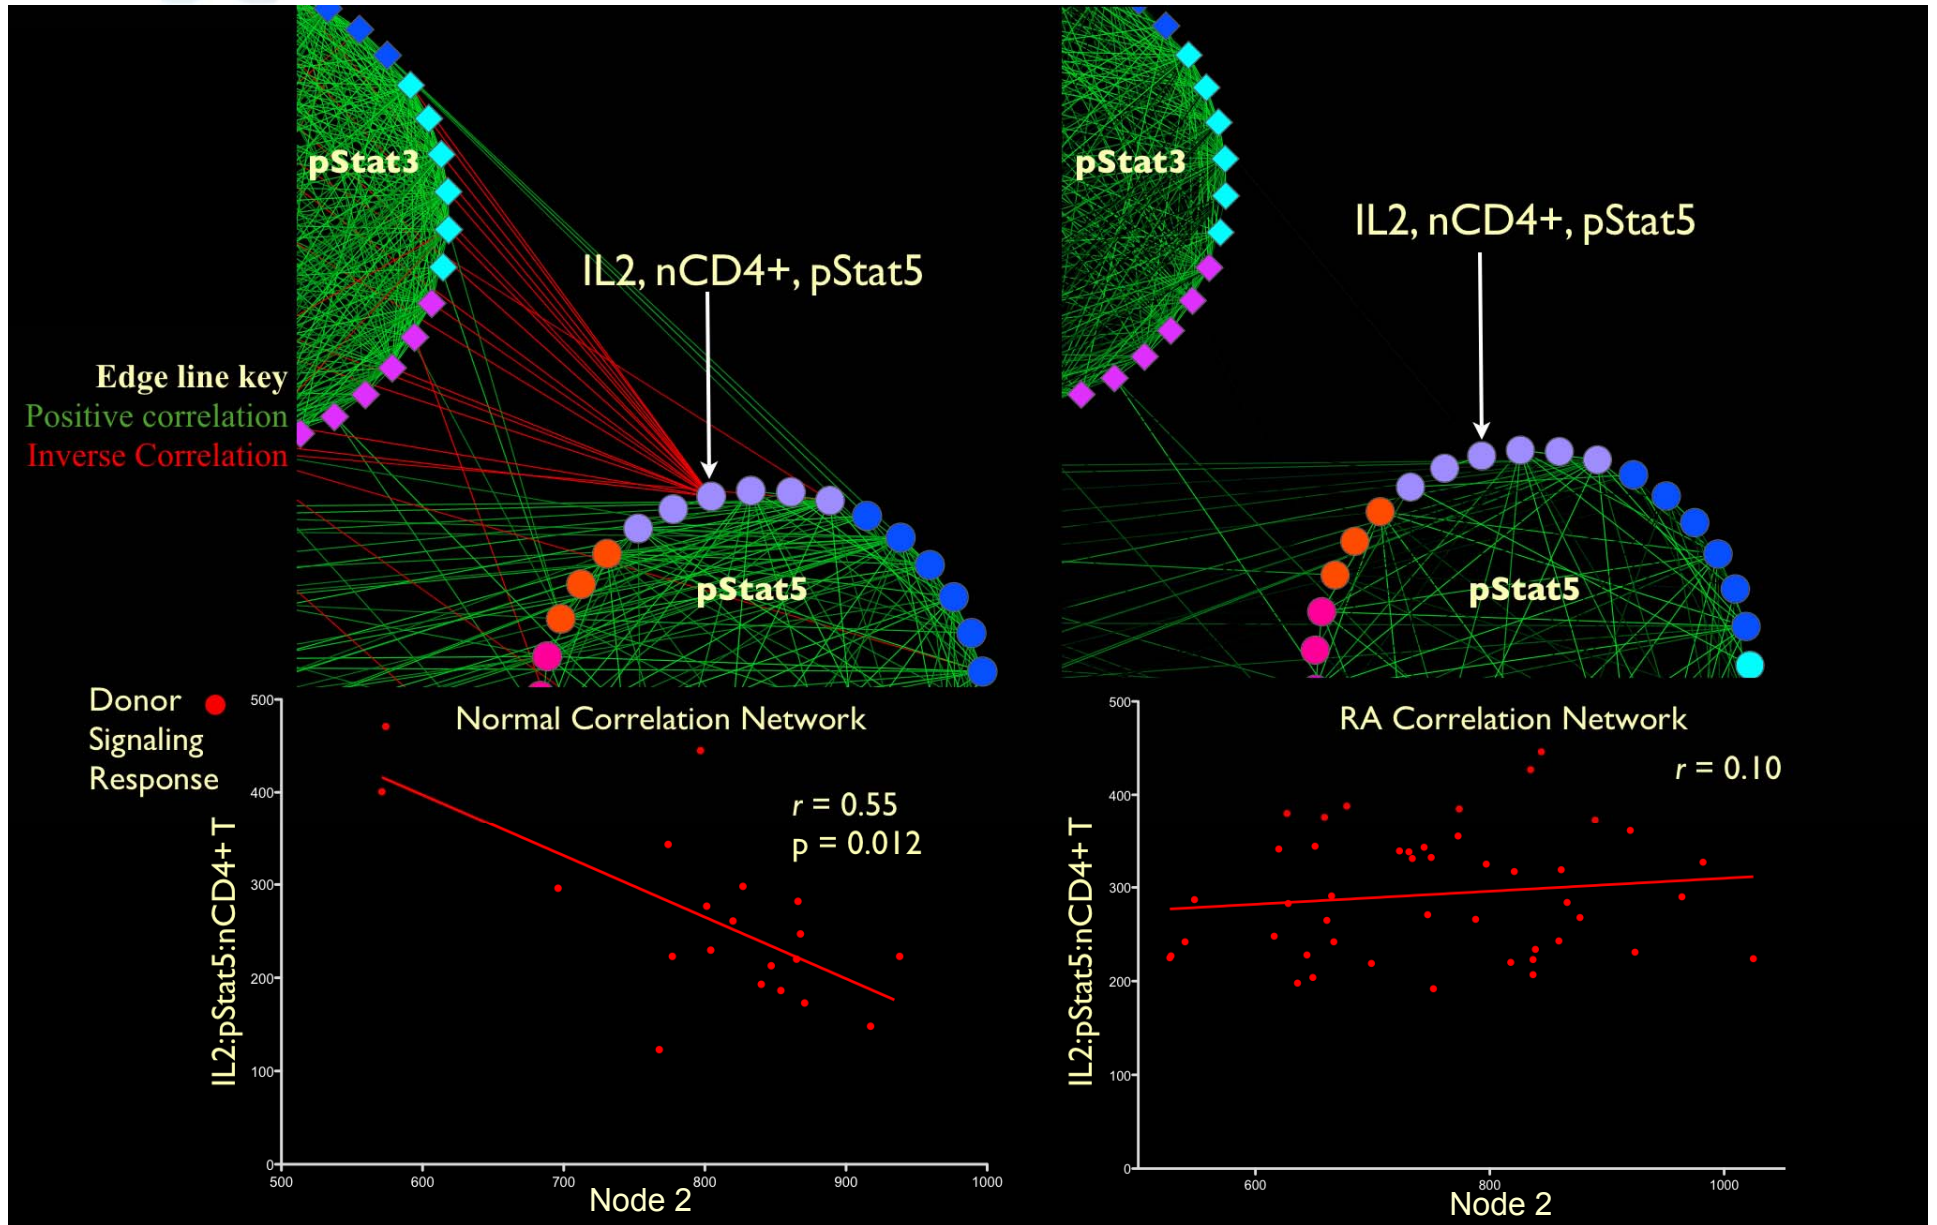 pStat3
IL2, nCD4+, pStat5
Edge line key
Positive correlation
Inverse Correlation
pStat5
pStat3
IL2, nCD4+, pStat5
pStat5
Donor
Signaling
Response
Normal Correlation Network
r = 0.55
p = 0.012
IL2:pStat5:nCD4+ T
500
400
300
200
100
0
500 600 700 800 900 1000
Node 2
RA Correlation Network
r = 0.10
IL2:pStat5:nCD4+ T
500
400
300
200
100
0
600 800 1000
Node 2